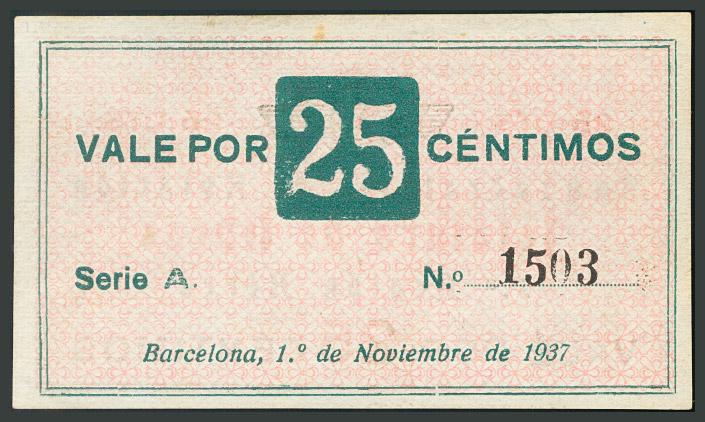 VALE POR 25 CÉNTIMOS
Serie A. N.º 1503
Barcelona, 1.º de Noviembre de 1937